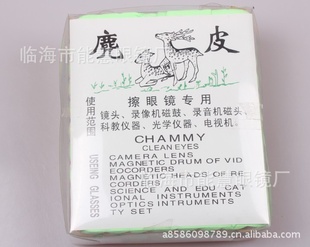 鹿皮
擦眼镜专用
使用范围
镜头、录像机磁鼓、录音机磁头、
科教仪器、光学仪器、电视机、
CHAMMY
CLEAN EYES
USEING GLASSES
CAMERA LENS
MAGNETIC DRUM OF VID
EOCORDERS
MAGNETIC HEADS OF RE
CORDERS
SCIENCE AND EDU CAT
IONAL INSTRUMENTS
OPTICS INTRUMENTS
TY SET
a8586098789.cn.alibaba.com